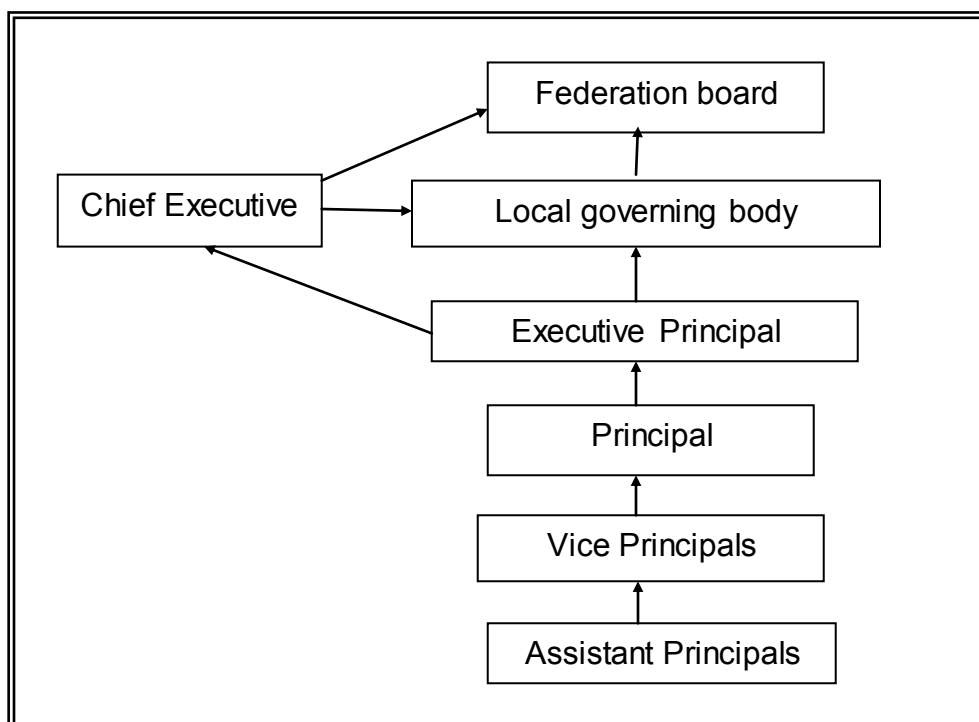 Federation board
Chief Executive
Local governing body
Executive Principal
Principal
Vice Principals
Assistant Principals